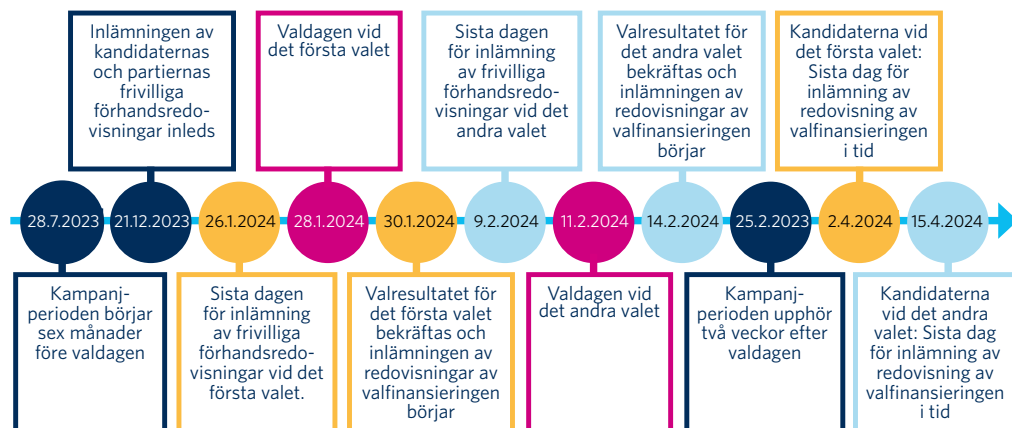 Inlämningen av
kandidaternas
och partiernas
frivilliga
förhandsredo-
visningar inleds
Valdagen vid
det första valet
Sista dagen
för inlämning
av frivilliga
förhandsredo-
visningar vid det
andra valet
Valresultatet för
det andra valet
bekräftas och
inlämningen av
redovisningar av
valfinansieringen
börjar
Kandidaterna vid
det första valet:
Sista dag för
inlämning av
redovisning av
valfinansieringen
i tid
28.7.2023
21.12.2023
26.1.2024
28.1.2024
30.1.2024
9.2.2024
11.2.2024
14.2.2024
25.2.2023
2.4.2024
15.4.2024
Kampanj-
perioden börjar
sex månader
före valdagen
Sista dagen
för inlämning
av frivilliga
förhandsredo-
visningar vid det
första valet.
Valresultatet för
det första valet
bekräftas och
inlämningen av
redovisningar av
valfinansieringen
börjar
Valdagen vid
det andra valet
Kampanj-
perioden upphör
två veckor efter
valdagen
Kandidaterna
vid det andra
valet: Sista dag
för inlämning av
redovisning av
valfinansieringen
i tid